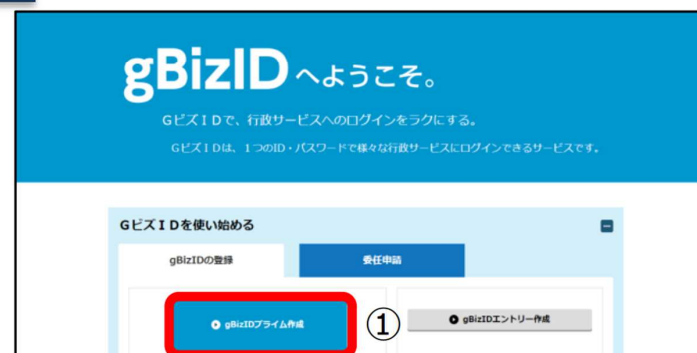 gBizID へようこそ。
GビズIDで、行政サービスへのログインをラクにする。
GビズIDは、1つのID・パスワードで様々な行政サービスにログインできるサービスです。
GビズIDを使い始める
gBizIDの登録
委任申請
gBizIDプライム作成
①
gBizIDエントリー作成